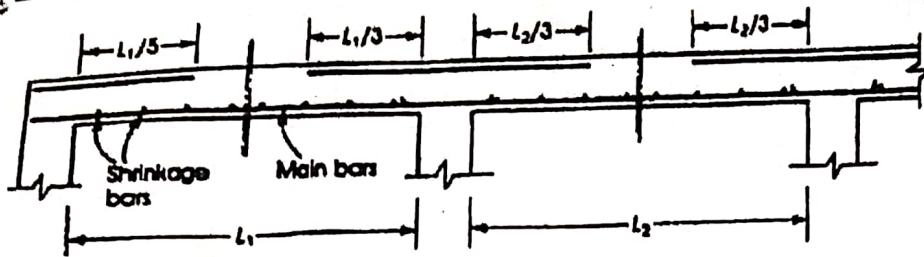 L₁/5 L₁/3 L₂/3 L₂/3
Shrinkage Main bars
bars
L₁ L₂